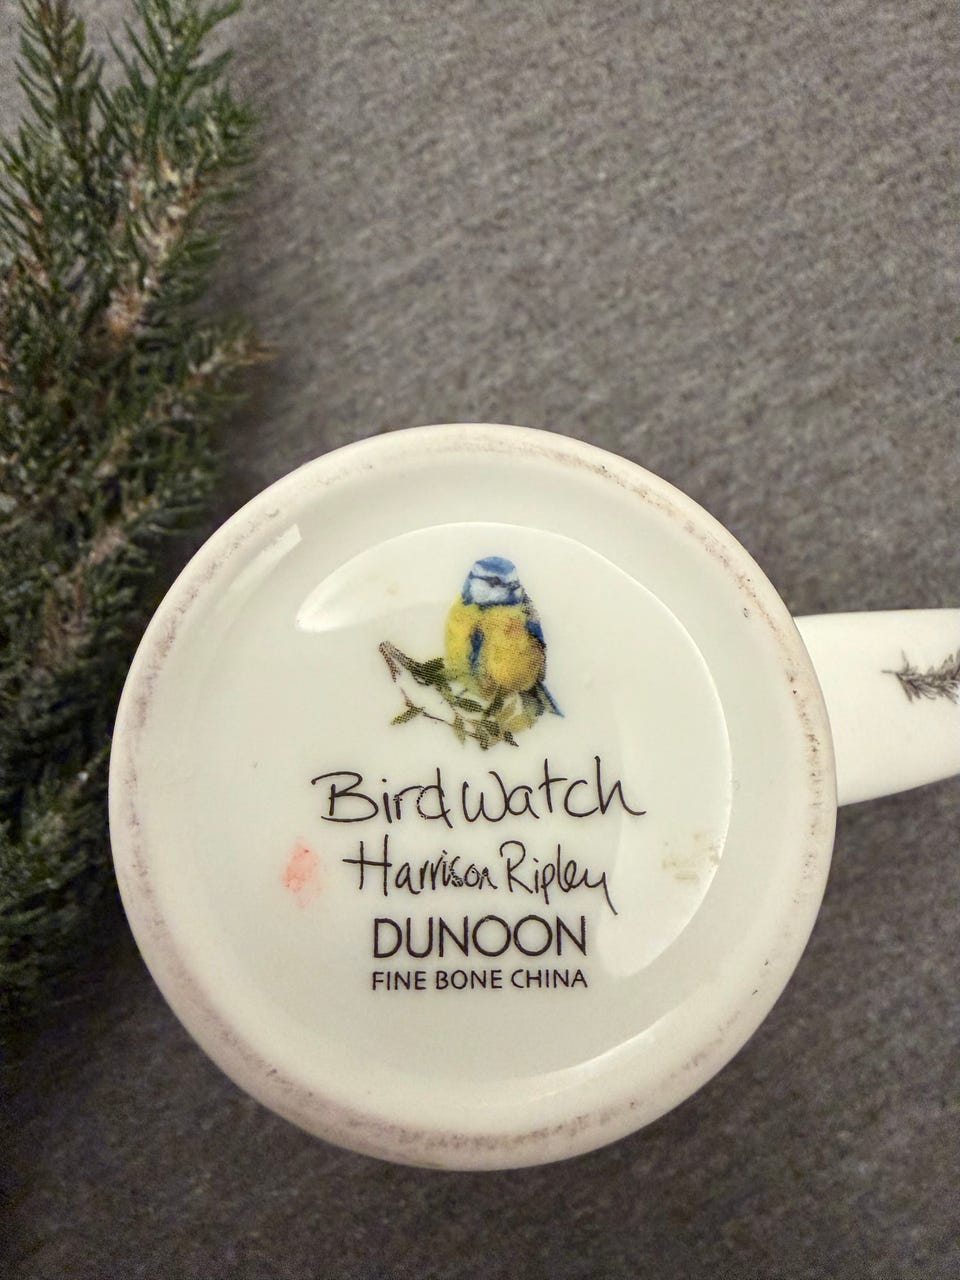 Bird Watch
Harrison Ripley
DUNOON
FINE BONE CHINA